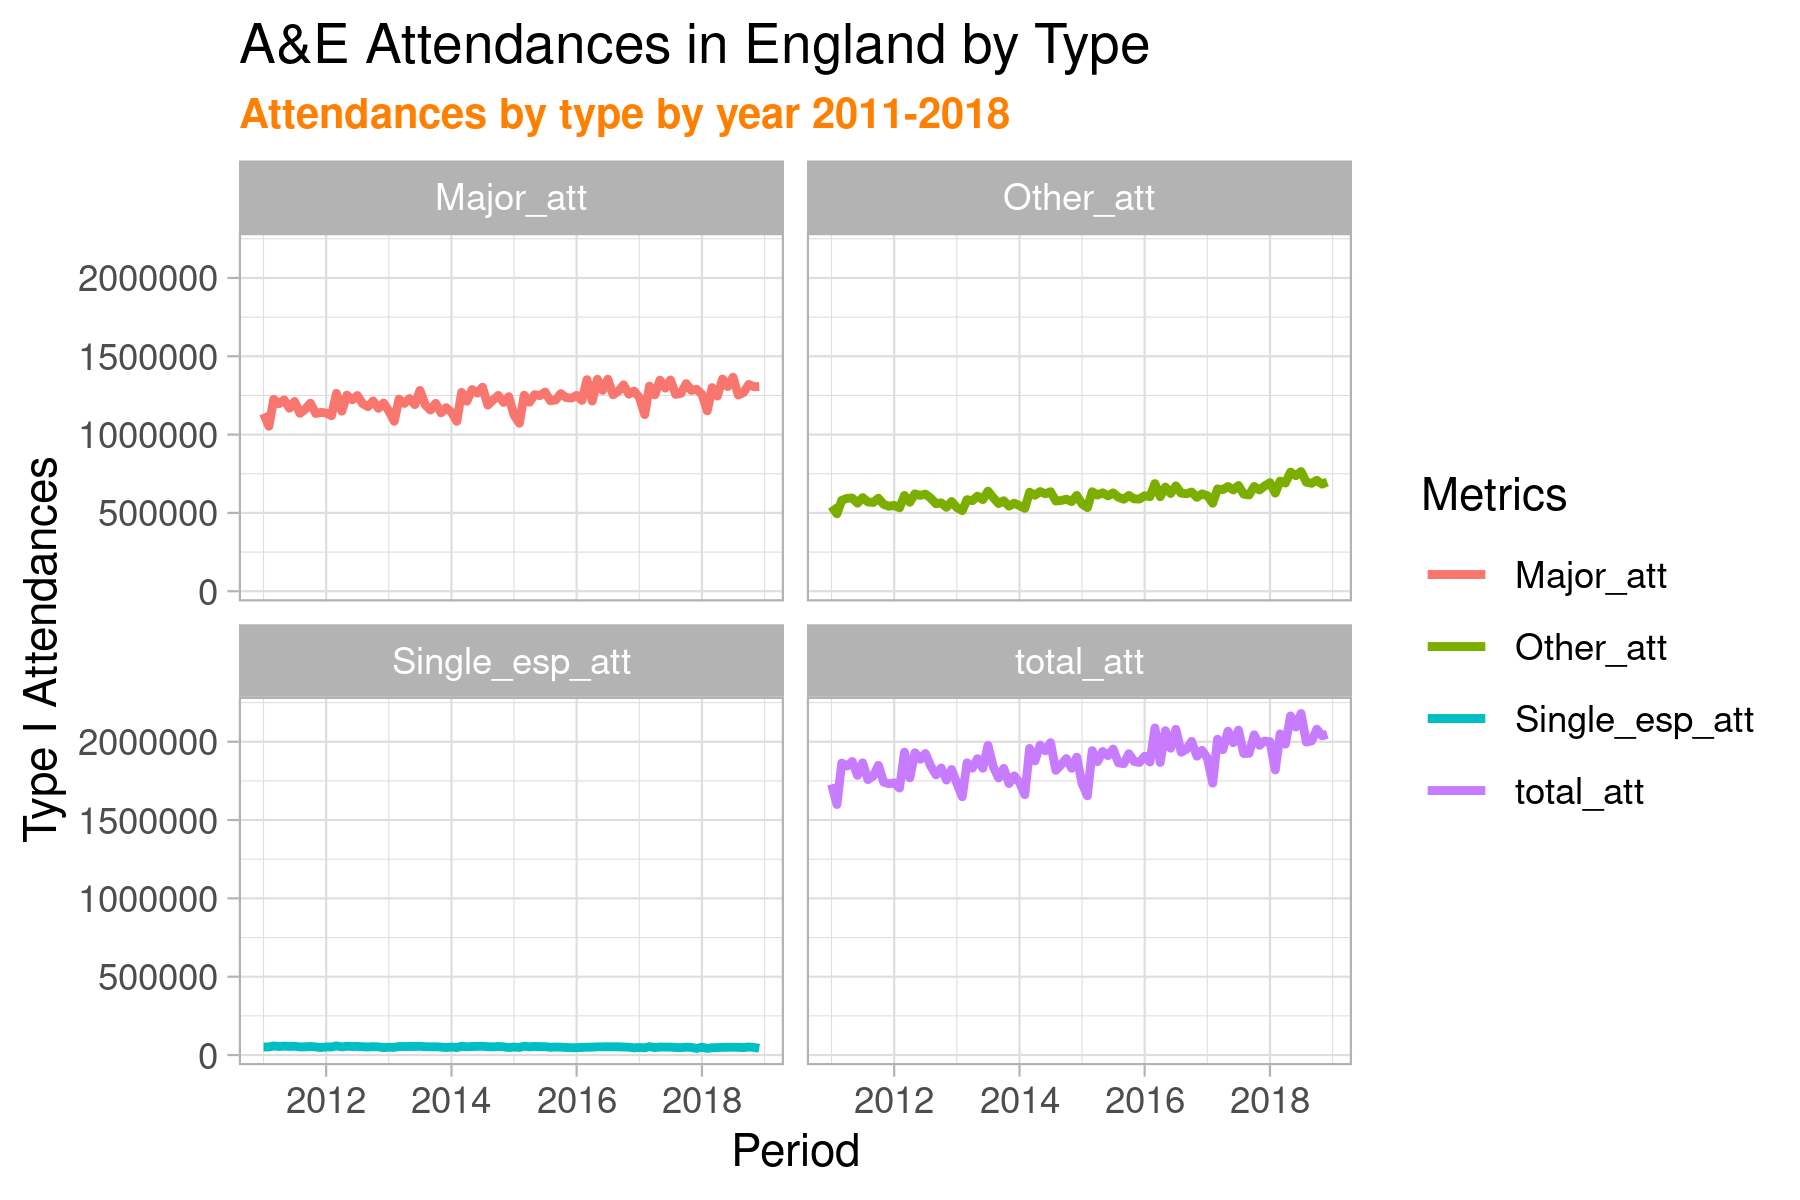 A&E Attendances in England by Type
Attendances by type by year 2011-2018
Major_att
Other_att
2000000
1500000
1000000
500000
0
Single_esp_att
total_att
2000000
1500000
1000000
500000
0
2012 2014 2016 2018
2012 2014 2016 2018
Period
Type I Attendances
Metrics
Major_att
Other_att
Single_esp_att
total_att